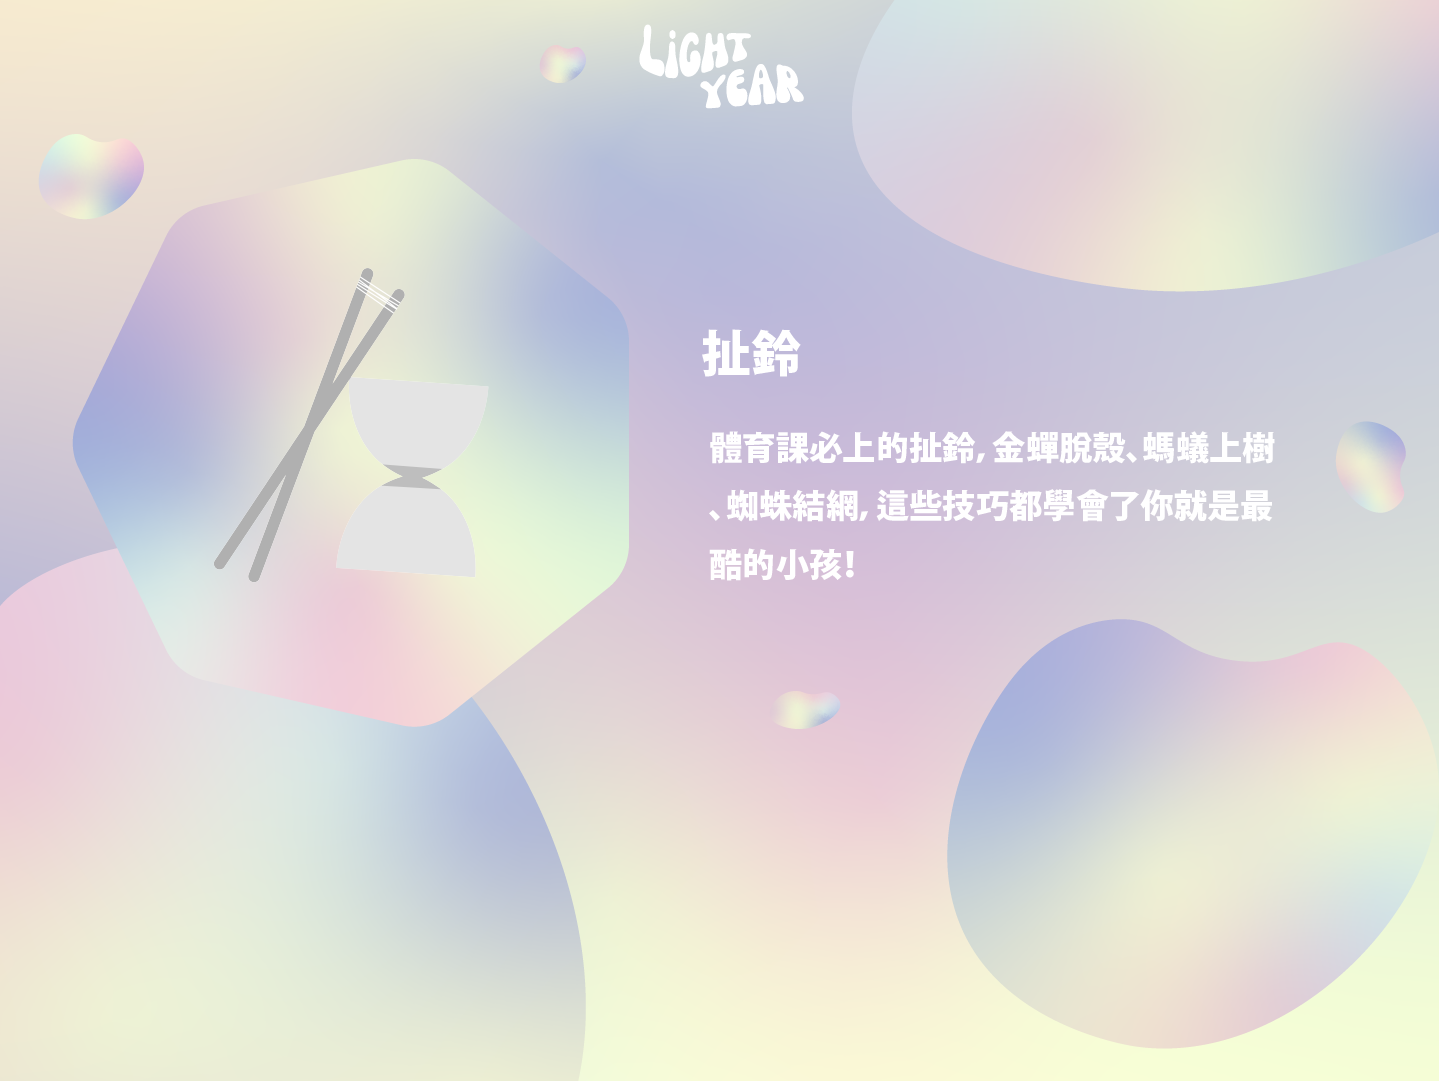 LiGHT
YEAR
扯鈴
體育課必上的扯鈴，金蟬脫殼、螞蟻上樹
、蜘蛛結網，這些技巧都學會了你就是最
酷的小孩！